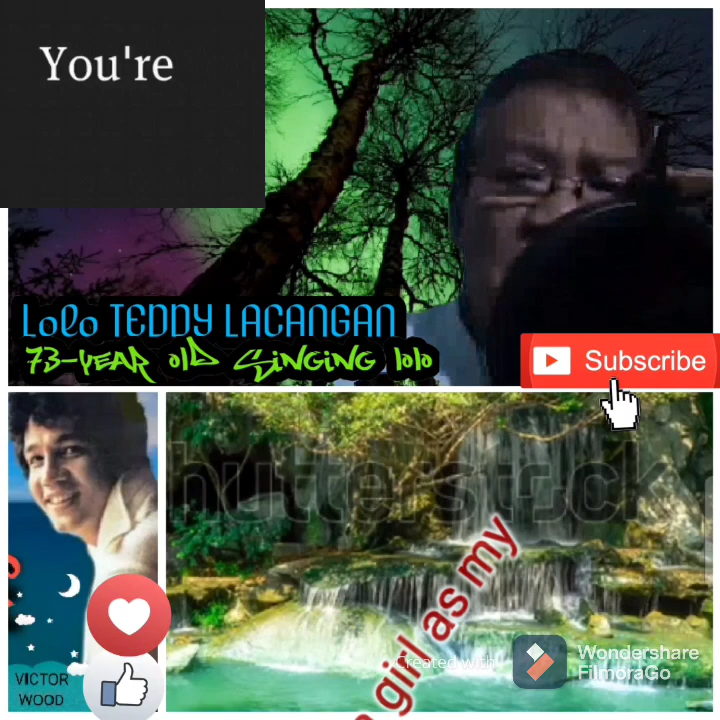 You're
Lolo TEDDY LACANGAN
73-YEAR OlD SiNGiNG lolo
Subscribe
hutterstock
as my
VICTOR
WOOD
Created with
Wondershare
FilmoraGo